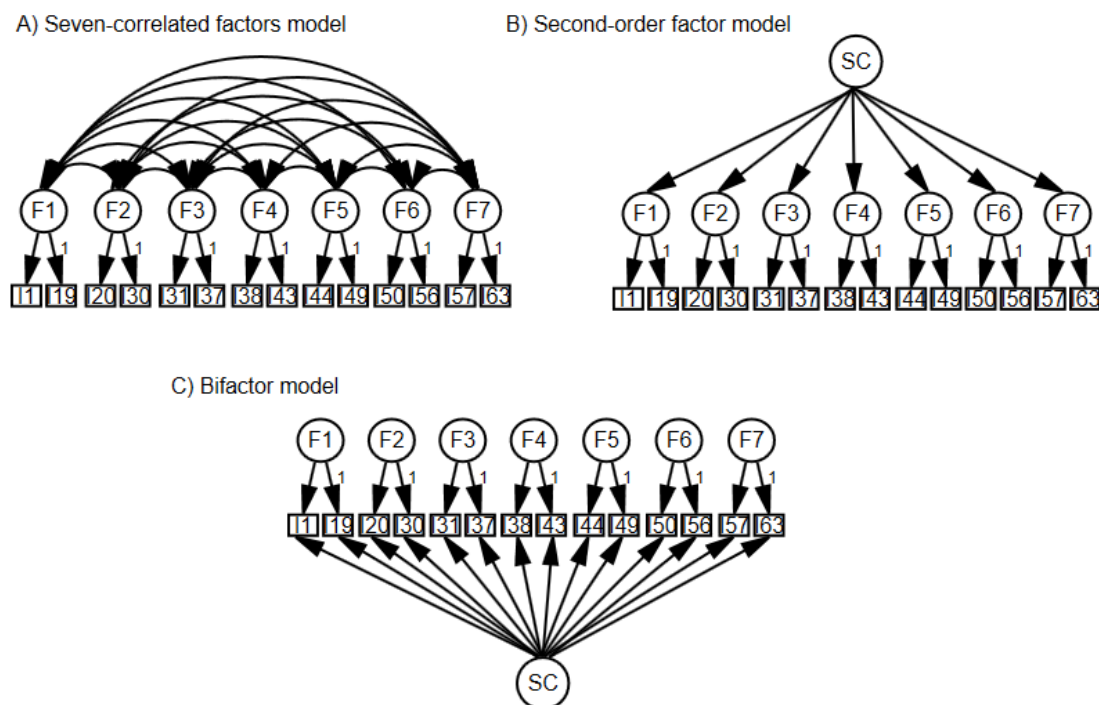 A) Seven-correlated factors model
B) Second-order factor model
SC
F1 F2 F3 F4 F5 F6 F7
1 1 1 1 1 1 1
I1 I19 I20 I30 I31 I37 I38 I43 I44 I49 I50 I56 I57 I63
F1 F2 F3 F4 F5 F6 F7
1 1 1 1 1 1 1
I1 I19 I20 I30 I31 I37 I38 I43 I44 I49 I50 I56 I57 I63
C) Bifactor model
F1 F2 F3 F4 F5 F6 F7
1 1 1 1 1 1 1
I1 I19 I20 I30 I31 I37 I38 I43 I44 I49 I50 I56 I57 I63
SC